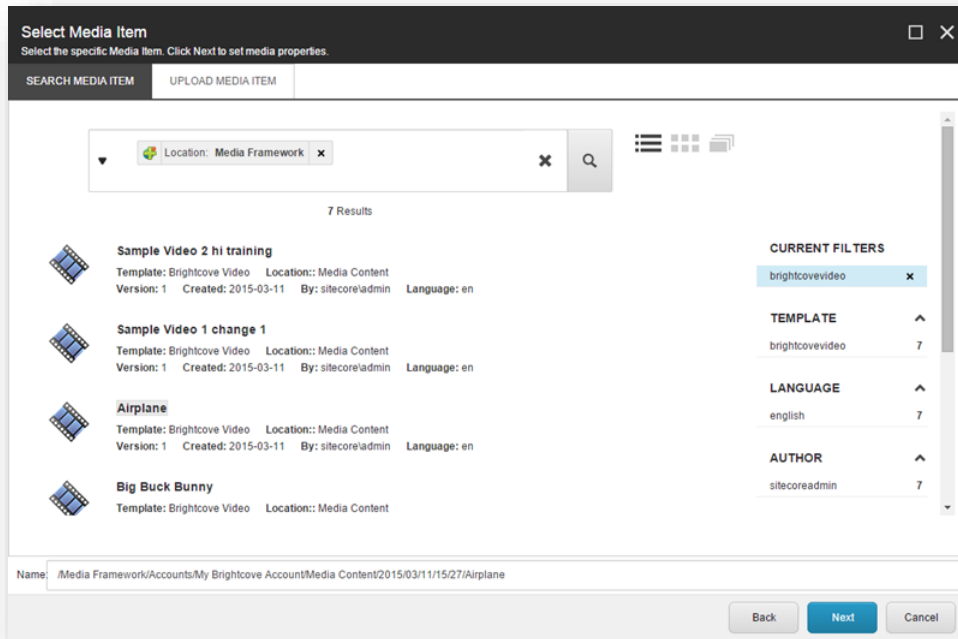 Select Media Item
Select the specific Media Item. Click Next to set media properties.
SEARCH MEDIA ITEM UPLOAD MEDIA ITEM
Location: Media Framework x
7 Results
Sample Video 2 hi training
Template: Brightcove Video Location:: Media Content
Version: 1 Created: 2015-03-11 By: sitecore\admin Language: en
Sample Video 1 change 1
Template: Brightcove Video Location:: Media Content
Version: 1 Created: 2015-03-11 By: sitecore\admin Language: en
Airplane
Template: Brightcove Video Location:: Media Content
Version: 1 Created: 2015-03-11 By: sitecore\admin Language: en
Big Buck Bunny
Template: Brightcove Video Location:: Media Content
CURRENT FILTERS
brightcovevideo x
TEMPLATE
brightcovevideo 7
LANGUAGE
english 7
AUTHOR
sitecoreadmin 7
Name: /Media Framework/Accounts/My Brightcove Account/Media Content/2015/03/11/15/27/Airplane
Back Next Cancel